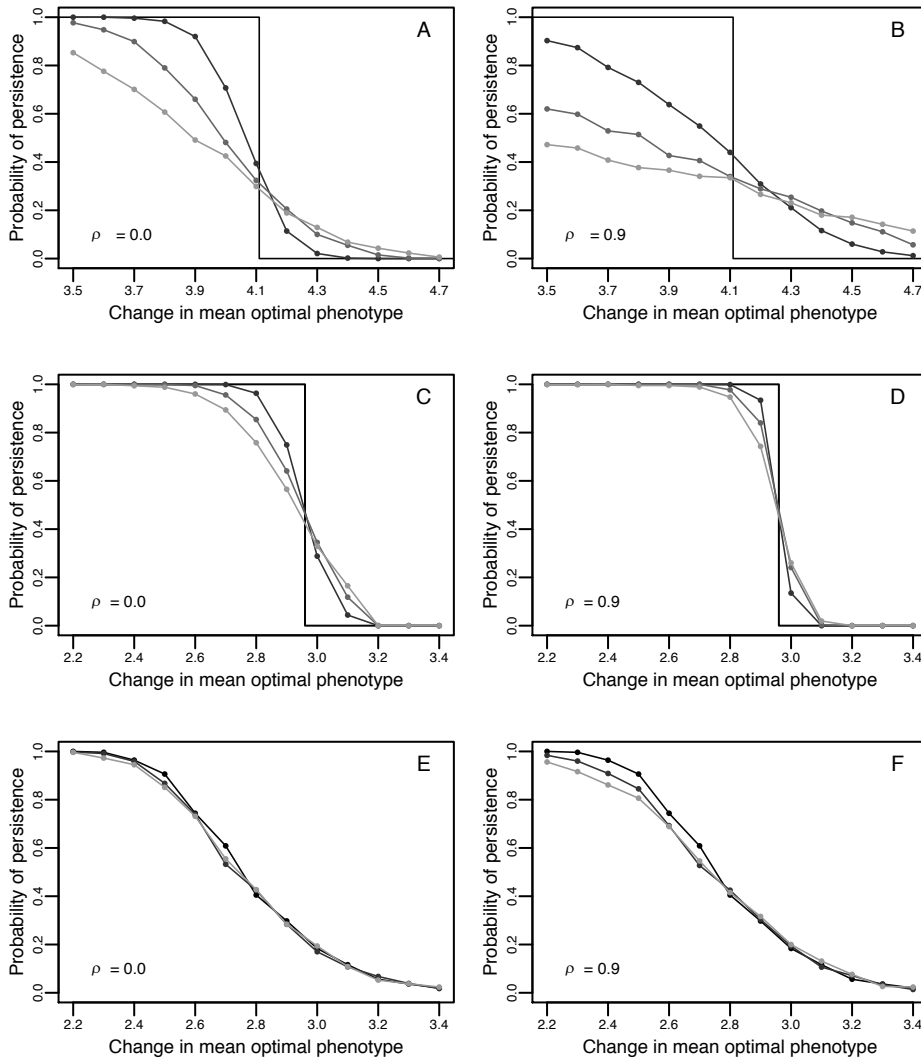 A
Probability of persistence
0.0 0.2 0.4 0.6 0.8 1.0
ρ = 0.0
3.5 3.7 3.9 4.1 4.3 4.5 4.7
Change in mean optimal phenotype
B
Probability of persistence
0.0 0.2 0.4 0.6 0.8 1.0
ρ = 0.9
3.5 3.7 3.9 4.1 4.3 4.5 4.7
Change in mean optimal phenotype
C
Probability of persistence
0.0 0.2 0.4 0.6 0.8 1.0
ρ = 0.0
2.2 2.4 2.6 2.8 3.0 3.2 3.4
Change in mean optimal phenotype
D
Probability of persistence
0.0 0.2 0.4 0.6 0.8 1.0
ρ = 0.9
2.2 2.4 2.6 2.8 3.0 3.2 3.4
Change in mean optimal phenotype
E
Probability of persistence
0.0 0.2 0.4 0.6 0.8 1.0
ρ = 0.0
2.2 2.4 2.6 2.8 3.0 3.2 3.4
Change in mean optimal phenotype
F
Probability of persistence
0.0 0.2 0.4 0.6 0.8 1.0
ρ = 0.9
2.2 2.4 2.6 2.8 3.0 3.2 3.4
Change in mean optimal phenotype